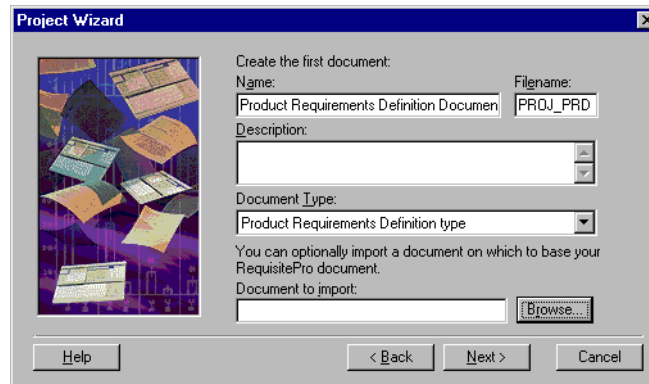 Project Wizard
Create the first document:
Name: Filename:
Product Requirements Definition Documen PROJ_PRD
Description:
Document Type:
Product Requirements Definition type
You can optionally import a document on which to base your
RequisitePro document.
Document to import:
Browse...
Help < Back Next > Cancel